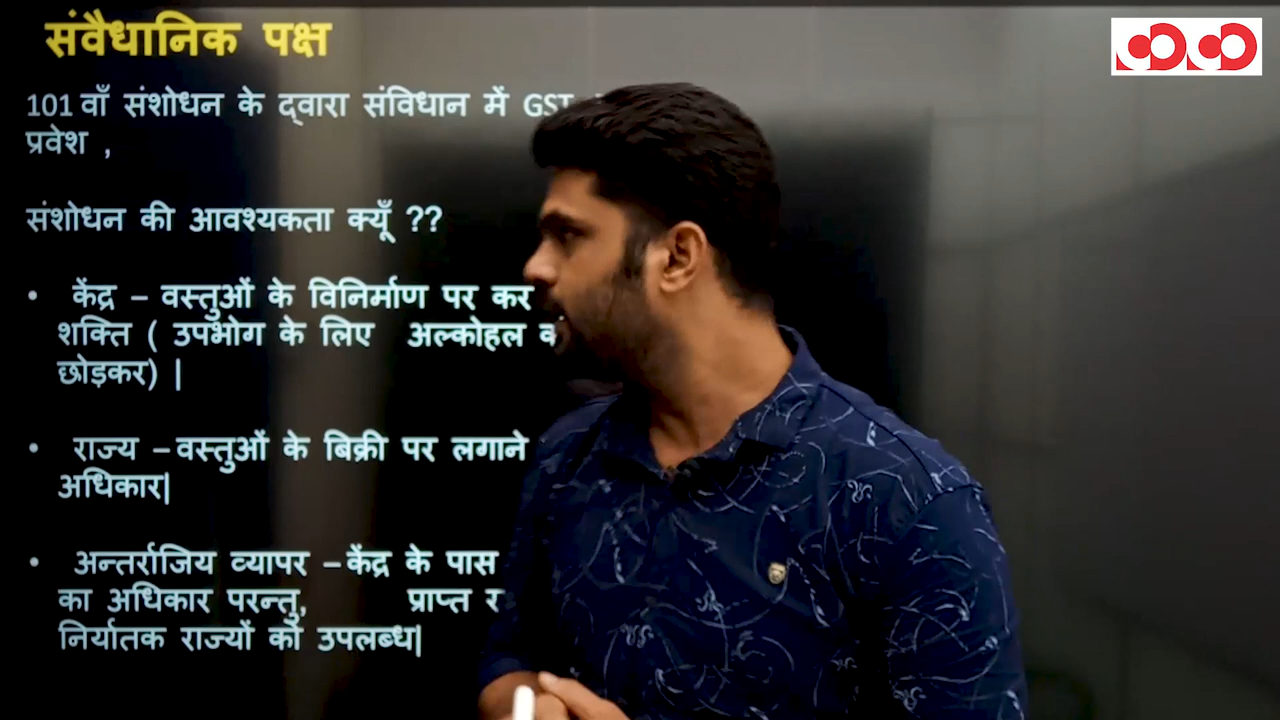 संवैधानिक पक्ष
101 वाँ संशोधन के द्वारा संविधान में GST
प्रवेश ,
संशोधन की आवश्यकता क्यूँ ??
• केंद्र – वस्तुओं के विनिर्माण पर कर
शक्ति ( उपभोग के लिए अल्कोहल
छोड़कर) |
• राज्य – वस्तुओं के बिक्री पर लगाने
अधिकार|
• अन्तर्राजिय व्यापर – केंद्र के पास
का अधिकार परन्तु, प्राप्त
निर्यातक राज्यों को उपलब्ध|